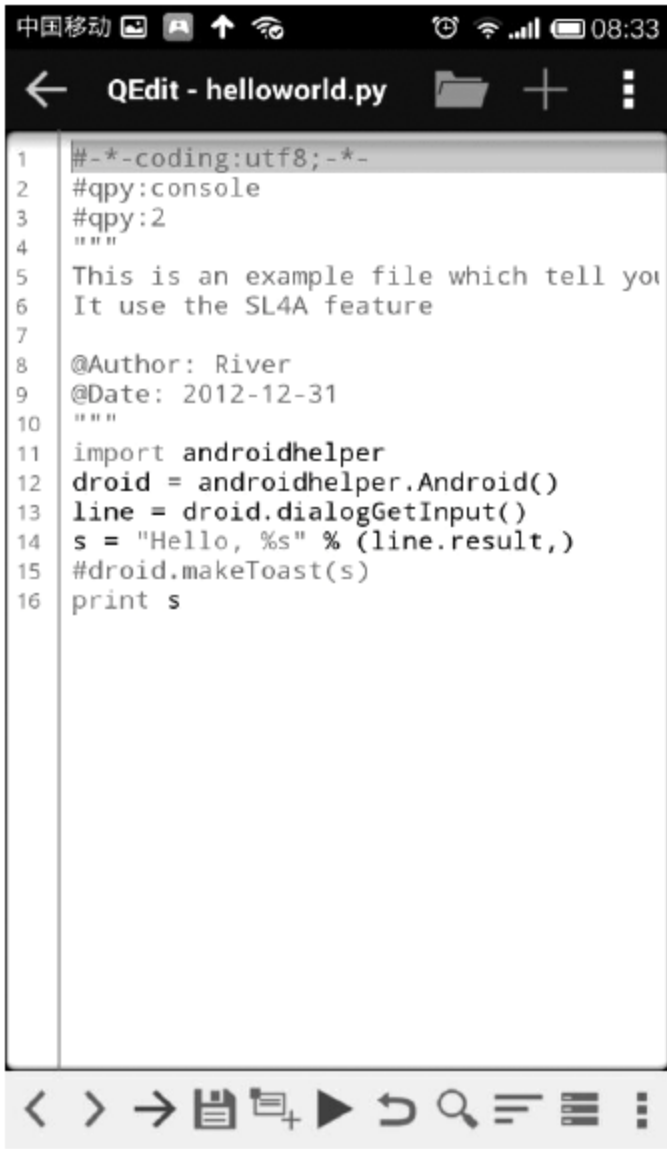 中国移动 08:33
QEdit - helloworld.py
1 #-*-coding:utf8;-*-
2 #qpy:console
3 #qpy:2
4 """
5 This is an example file which tell you
6 It use the SL4A feature
7
8 @Author: River
9 @Date: 2012-12-31
10 """
11 import androidhelper
12 droid = androidhelper.Android()
13 line = droid.dialogGetInput()
14 s = "Hello, %s" % (line.result,)
15 #droid.makeToast(s)
16 print s